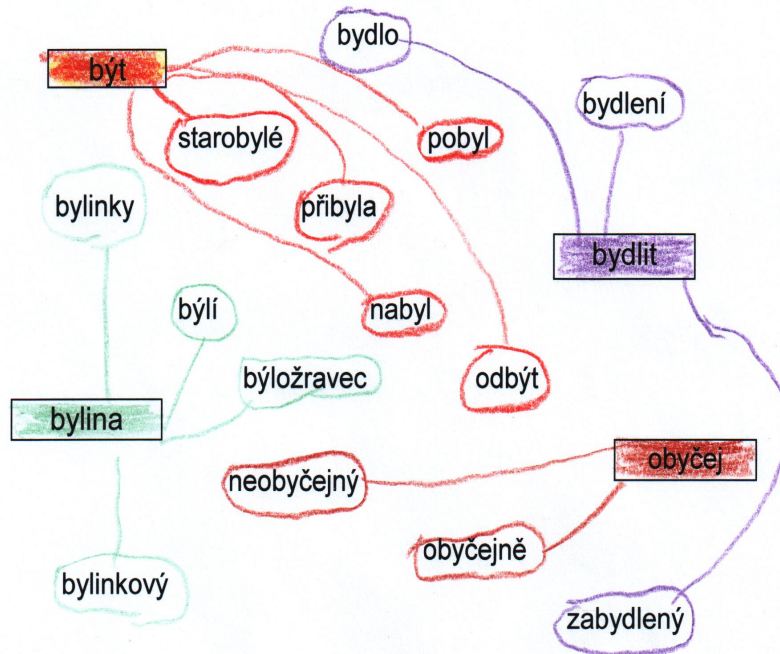 bydlo
být
bydlení
starobylé
pobyl
bylinky
přibyla
bydlit
býlí
nabyl
býložravec
odbýt
bylina
obyčej
neobyčejný
obyčejně
bylinkový
zabydlený